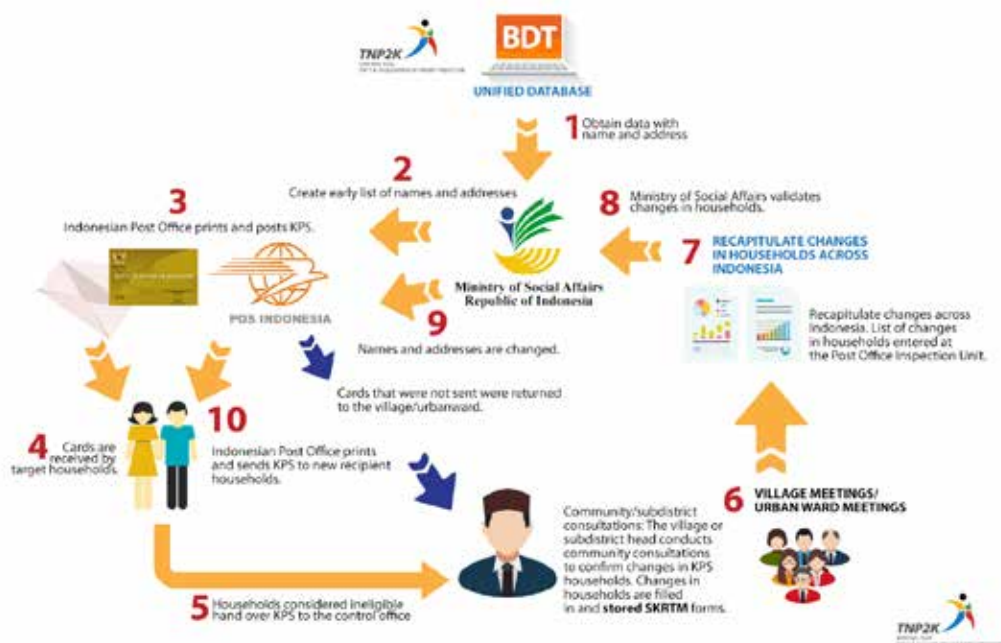 TNP2K
BDT
UNIFIED DATABASE
1 Obtain data with
name and address
2
Create early list of names and addresses
3
Indonesian Post Office prints and posts KPS.
8 Ministry of Social Affairs validates
changes in households.
7 RECAPITULATE CHANGES
IN HOUSEHOLDS ACROSS
INDONESIA
Ministry of Social Affairs
Republic of Indonesia
POS INDONESIA
9
Names and addresses are changed.
Recapitulate changes across
Indonesia. List of changes
in households entered at
the Post Office Inspection Unit.
Cards that were not sent were returned
to the village/urbanward.
4 Cards are
received by
target households
10
Indonesian Post Office prints
and sends KPS to new recipient
households.
6 VILLAGE MEETINGS/
URBAN WARD MEETINGS
Community/subdistrict
consultations: The village or
subdistrict head conducts
community consultations
to confirm changes in KPS
households. Changes in
households are filled
in and stored SKRTM forms.
5 Households considered ineligible
hand over KPS to the control office
TNP2K